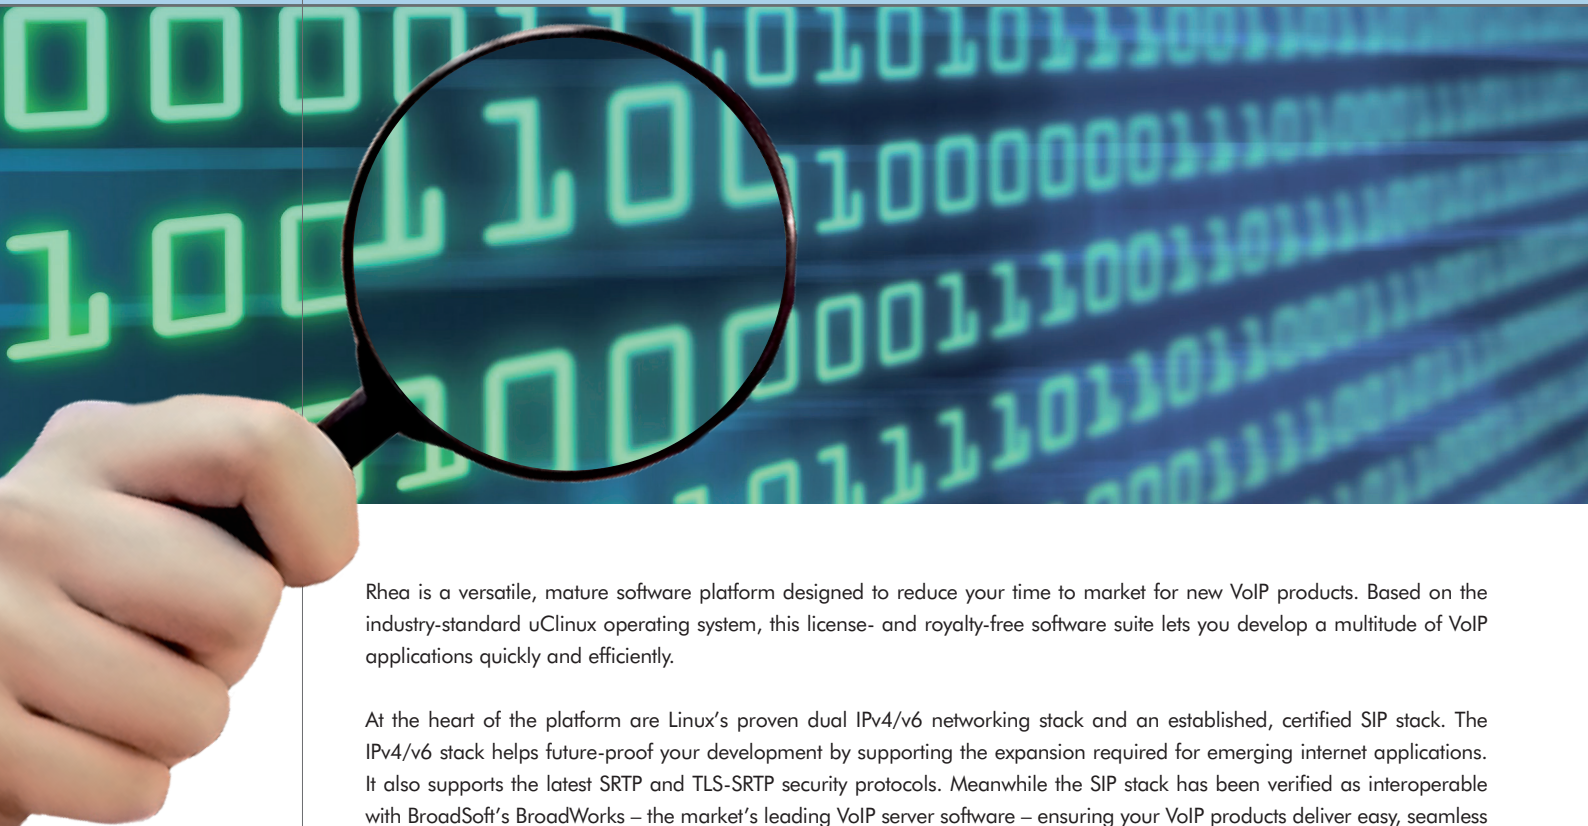 Rhea is a versatile, mature software platform designed to reduce your time to market for new VoIP products. Based on the
industry-standard uClinux operating system, this license- and royalty-free software suite lets you develop a multitude of VoIP
applications quickly and efficiently.
At the heart of the platform are Linux’s proven dual IPv4/v6 networking stack and an established, certified SIP stack. The
IPv4/v6 stack helps future-proof your development by supporting the expansion required for emerging internet applications.
It also supports the latest SRTP and TLS-SRTP security protocols. Meanwhile the SIP stack has been verified as interoperable
with BroadSoft’s BroadWorks – the market’s leading VoIP server software – ensuring your VoIP products deliver easy, seamless